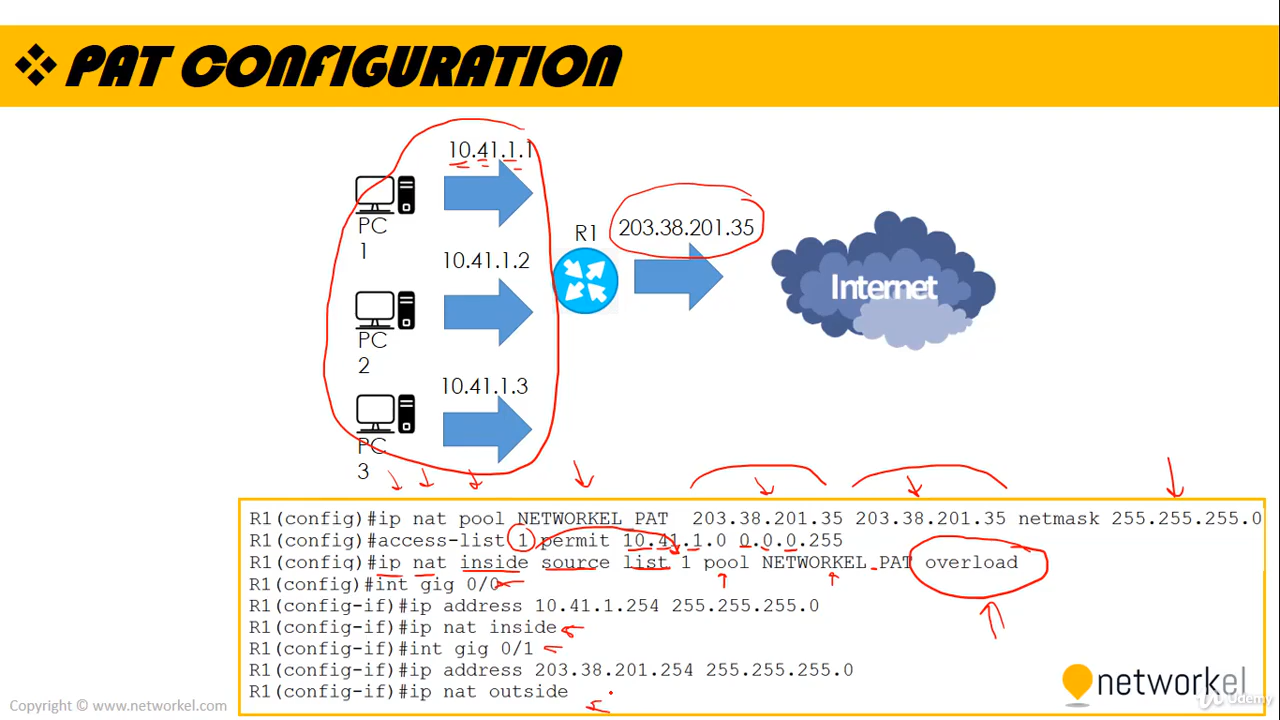 ❖ PAT CONFIGURATION
10.41.1.1
PC
1
203.38.201.35
R1
10.41.1.2
Internet
PC
2
10.41.1.3
PC
3
R1(config)#ip nat pool NETWORKEL PAT 203.38.201.35 203.38.201.35 netmask 255.255.255.0
R1(config)#access-list 1 permit 10.41.1.0 0.0.0.255
R1(config)#ip nat inside source list 1 pool NETWORKEL PAT overload
R1(config)#int gig 0/0
R1(config-if)#ip address 10.41.1.254 255.255.255.0
R1(config-if)#ip nat inside
R1(config-if)#int gig 0/1
R1(config-if)#ip address 203.38.201.254 255.255.255.0
R1(config-if)#ip nat outside
networkel
Udemy
Copyright © www.networkel.com